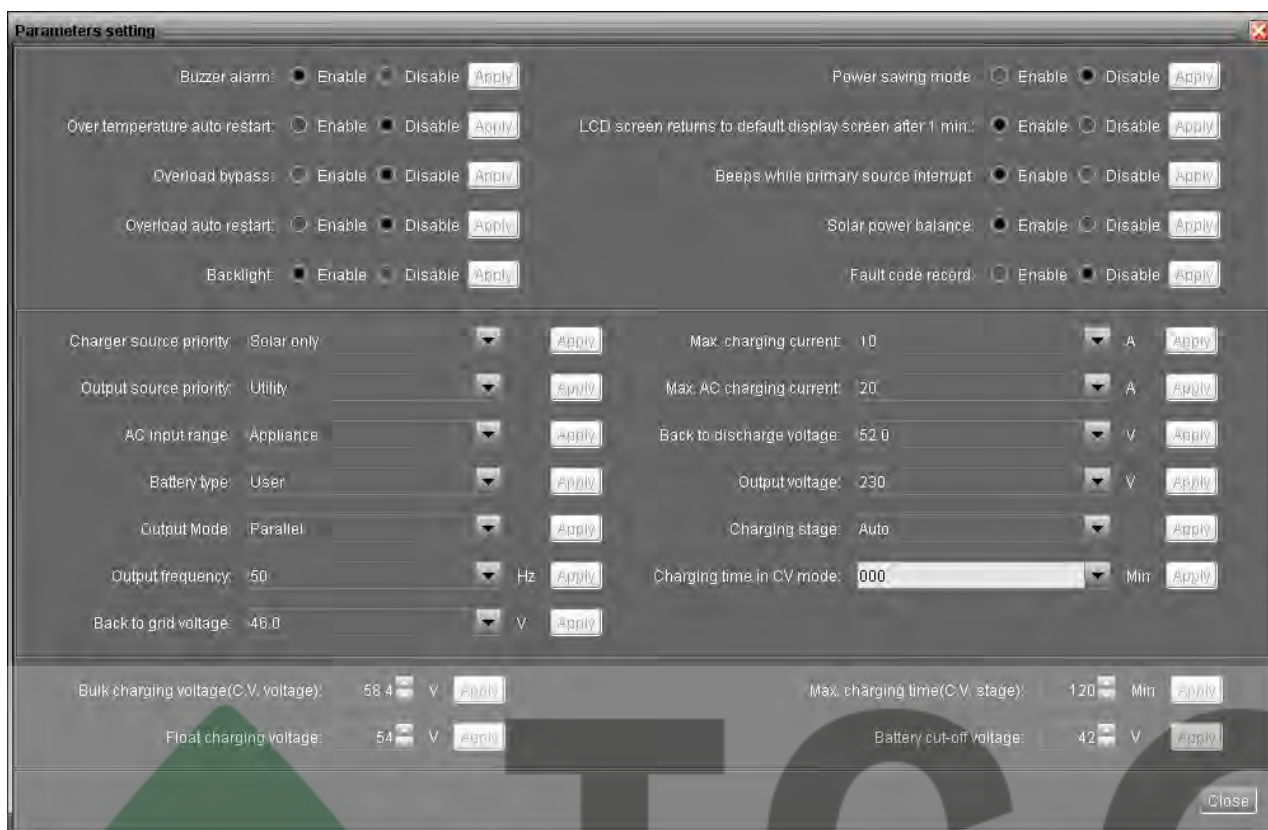 Parameters setting
Buzzer alarm: Enable Disable Apply Power saving mode Enable Disable Apply
Over temperature auto restart: Enable Disable Apply LCD screen returns to default display screen after 1 min.: Enable Disable Apply
Overload bypass: Enable Disable Apply Beeps while primary source interrupt Enable Disable Apply
Overload auto restart: Enable Disable Apply Solar power balance: Enable Disable Apply
Backlight: Enable Disable Apply Fault code record: Enable Disable Apply
Charger source priority: Solar only Apply Max. charging current: 10 A Apply
Output source priority: Utility Apply Max. AC charging current: 20 A Apply
AC input range Appliance Apply Back to discharge voltage: 52.0 V Apply
Battery type: User Apply Output voltage: 230 V Apply
Output Mode: Parallel Apply Charging stage: Auto Apply
Output frequency: 50 Hz Apply Charging time in CV mode: 000 Min Apply
Back to grid voltage: 46.0 V Apply
Bulk charging voltage(C.V. voltage): 58.4 V Apply Max. charging time(C.V. stage): 120 Min Apply
Float charging voltage: 54 V Apply Battery cut-off voltage: 42 V Apply
Close